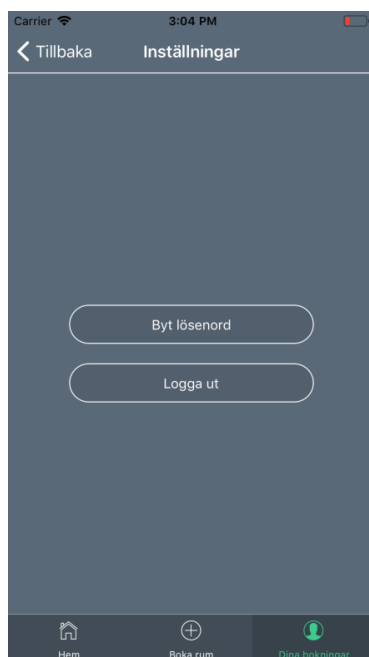 Carrier 3:04 PM
Tillbaka Inställningar
Byt lösenord
Logga ut
Hem Boka rum Dina bokningar